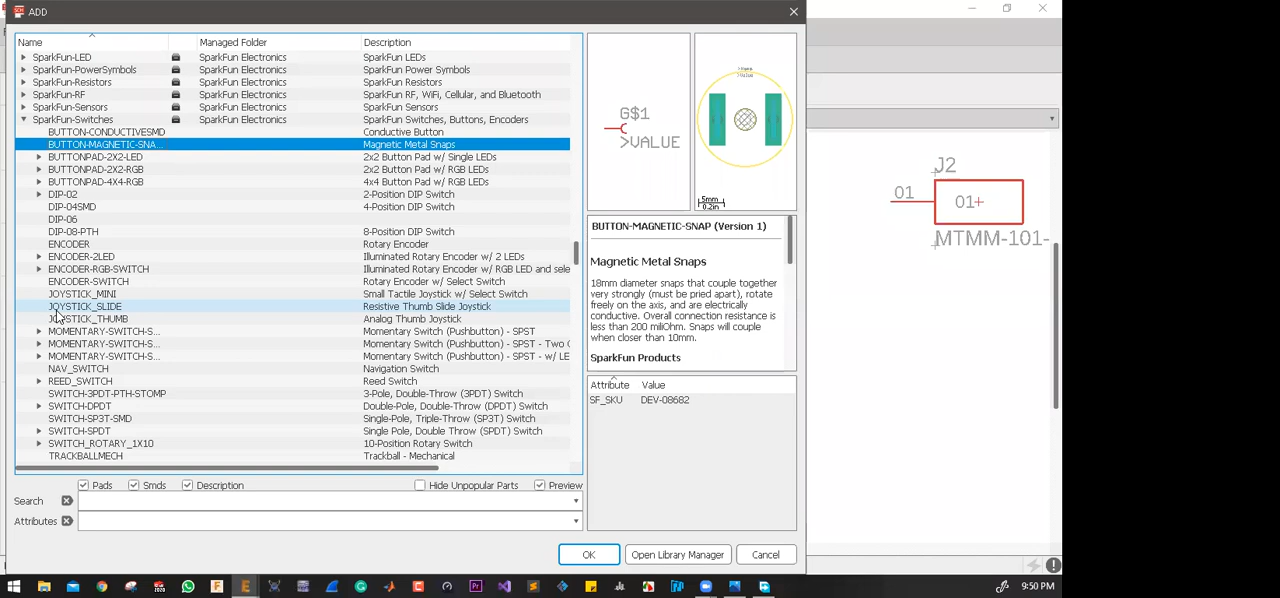 ADD
Name Managed Folder Description
SparkFun-LED SparkFun Electronics SparkFun LEDs
SparkFun-PowerSymbols SparkFun Electronics SparkFun Power Symbols
SparkFun-Resistors SparkFun Electronics SparkFun Resistors
SparkFun-RF SparkFun Electronics SparkFun RF, WiFi, Cellular, and Bluetooth
SparkFun-Sensors SparkFun Electronics SparkFun Sensors
SparkFun-Switches SparkFun Electronics SparkFun Switches, Buttons, Encoders
BUTTON-CONDUCTIVESMD Conductive Button
BUTTON-MAGNETIC-SNA... Magnetic Metal Snaps
BUTTONPAD-2X2-LED 2x2 Button Pad w/ Single LEDs
BUTTONPAD-2X2-RGB 2x2 Button Pad w/ RGB LEDs
BUTTONPAD-4X4-RGB 4x4 Button Pad w/ RGB LEDs
DIP-02 2-Position DIP Switch
DIP-04SMD 4-Position DIP Switch
DIP-06
DIP-08-PTH 8-Position DIP Switch
ENCODER Rotary Encoder
ENCODER-2LED Illuminated Rotary Encoder w/ 2 LEDs
ENCODER-RGB-SWITCH Illuminated Rotary Encoder w/ RGB LED and sele
ENCODER-SWITCH Rotary Encoder w/ Select Switch
JOYSTICK_MINI Small Tactile Joystick w/ Select Switch
JOYSTICK_SLIDE Resistive Thumb Slide Joystick
JOYSTICK_THUMB Analog Thumb Joystick
MOMENTARY-SWITCH-S... Momentary Switch (Pushbutton) - SPST
MOMENTARY-SWITCH-S... Momentary Switch (Pushbutton) - SPST - Two C
MOMENTARY-SWITCH-S... Momentary Switch (Pushbutton) - SPST - w/ LE
NAV_SWITCH Navigation Switch
REED_SWITCH Reed Switch
SWITCH-3PDT-PTH-STOMP 3-Pole, Double-Throw (3PDT) Switch
SWITCH-DPDT Double-Pole, Double-Throw (DPDT) Switch
SWITCH-SP3T-SMD Single-Pole, Triple-Throw (SP3T) Switch
SWITCH-SPDT Single Pole, Double Throw (SPDT) Switch
SWITCH_ROTARY_1X10 10-Position Rotary Switch
TRACKBALLMECH Trackball - Mechanical
Pads Smds Description Hide Unpopular Parts Preview
Search
Attributes
G$1
>VALUE
>Name
>Value
5mm
0.2in
BUTTON-MAGNETIC-SNAP (Version 1)
Magnetic Metal Snaps
18mm diameter snaps that couple together
very strongly (must be pried apart), rotate
freely on the axis, and are electrically
conductive. Overall connection resistance is
less than 200 miliOhm. Snaps will couple
when closer than 10mm.
SparkFun Products
Attribute Value
SF_SKU DEV-08682
OK Open Library Manager Cancel
J2
01 01
MTMM-101-
9:50 PM